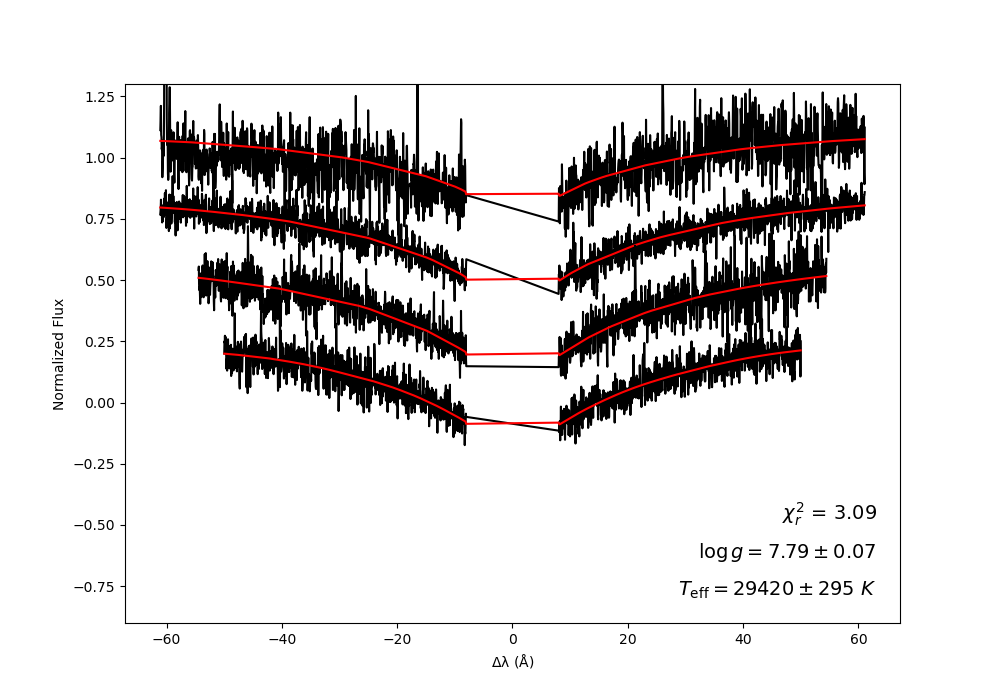 1.25
1.00
0.75
0.50
0.25
0.00
−0.25
−0.50
−0.75
Normalized Flux
χ²ᵣ = 3.09
log g = 7.79 ± 0.07
T_eff = 29420 ± 295 K
−60 −40 −20 0 20 40 60
Δλ (Å)